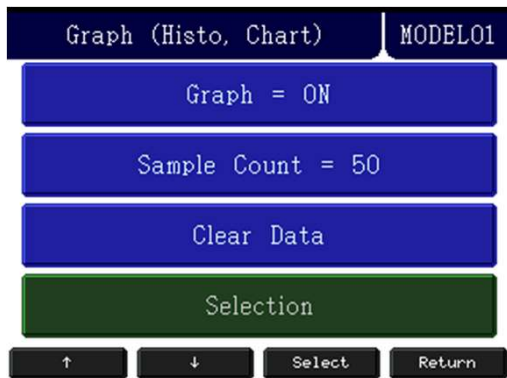 Graph (Histo, Chart) MODEL01
Graph = ON
Sample Count = 50
Clear Data
Selection
↑ ↓ Select Return